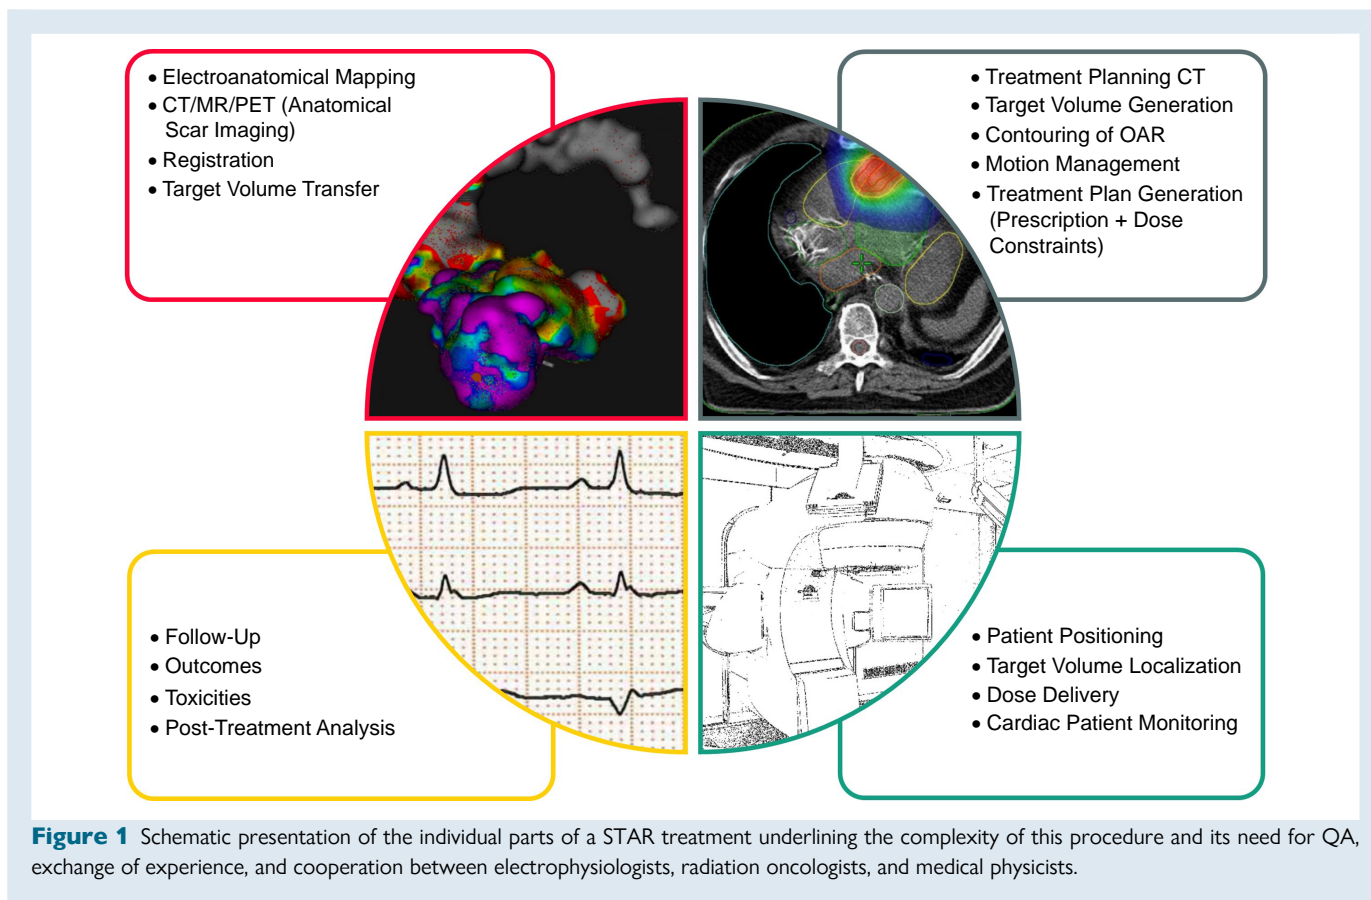 • Electroanatomical Mapping
• CT/MR/PET (Anatomical
Scar Imaging)
• Registration
• Target Volume Transfer
• Treatment Planning CT
• Target Volume Generation
• Contouring of OAR
• Motion Management
• Treatment Plan Generation
(Prescription + Dose
Constraints)
• Follow-Up
• Outcomes
• Toxicities
• Post-Treatment Analysis
• Patient Positioning
• Target Volume Localization
• Dose Delivery
• Cardiac Patient Monitoring
Figure 1 Schematic presentation of the individual parts of a STAR treatment underlining the complexity of this procedure and its need for QA,
exchange of experience, and cooperation between electrophysiologists, radiation oncologists, and medical physicists.